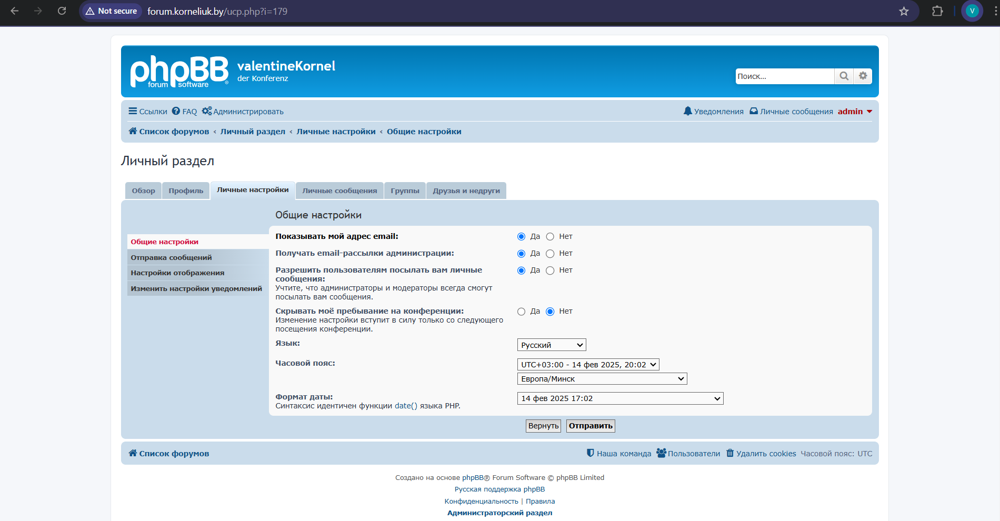 Not secure forum.korneliuk.by/ucp.php?i=179 V
phpBB forum software ®
valentineKornel
der Konferenz
Поиск...
Ссылки FAQ Администрировать Уведомления Личные сообщения admin
Список форумов ‹ Личный раздел ‹ Личные настройки ‹ Общие настройки
Личный раздел
Обзор Профиль Личные настройки Личные сообщения Группы Друзья и недруги
Общие настройки
Отправка сообщений
Настройки отображения
Изменить настройки уведомлений
Общие настройки
Показывать мой адрес email: Да Нет
Получать email-рассылки администрации: Да Нет
Разрешить пользователям посылать вам личные
сообщения: Да Нет
Учтите, что администраторы и модераторы всегда смогут
посылать вам сообщения.
Скрывать моё пребывание на конференции: Да Нет
Изменение настройки вступит в силу только со следующего
посещения конференции.
Язык: Русский
Часовой пояс: UTC+03:00 - 14 фев 2025, 20:02
Европа/Минск
Формат даты: 14 фев 2025 17:02
Синтаксис идентичен функции date() языка PHP.
Вернуть Отправить
Список форумов Наша команда Пользователи Удалить cookies Часовой пояс: UTC
Создано на основе phpBB® Forum Software © phpBB Limited
Русская поддержка phpBB
Конфиденциальность | Правила
Администраторский раздел